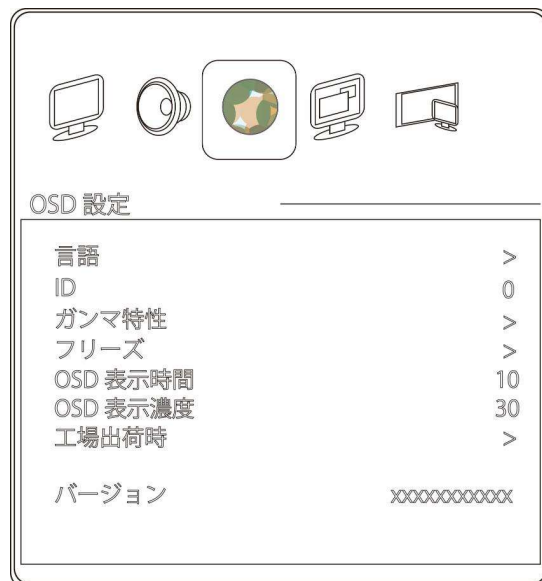 OSD 設定
言語 >
ID 0
ガンマ特性 >
フリーズ >
OSD 表示時間 10
OSD 表示濃度 30
工場出荷時 >
バージョン xxxxxxxxxxx